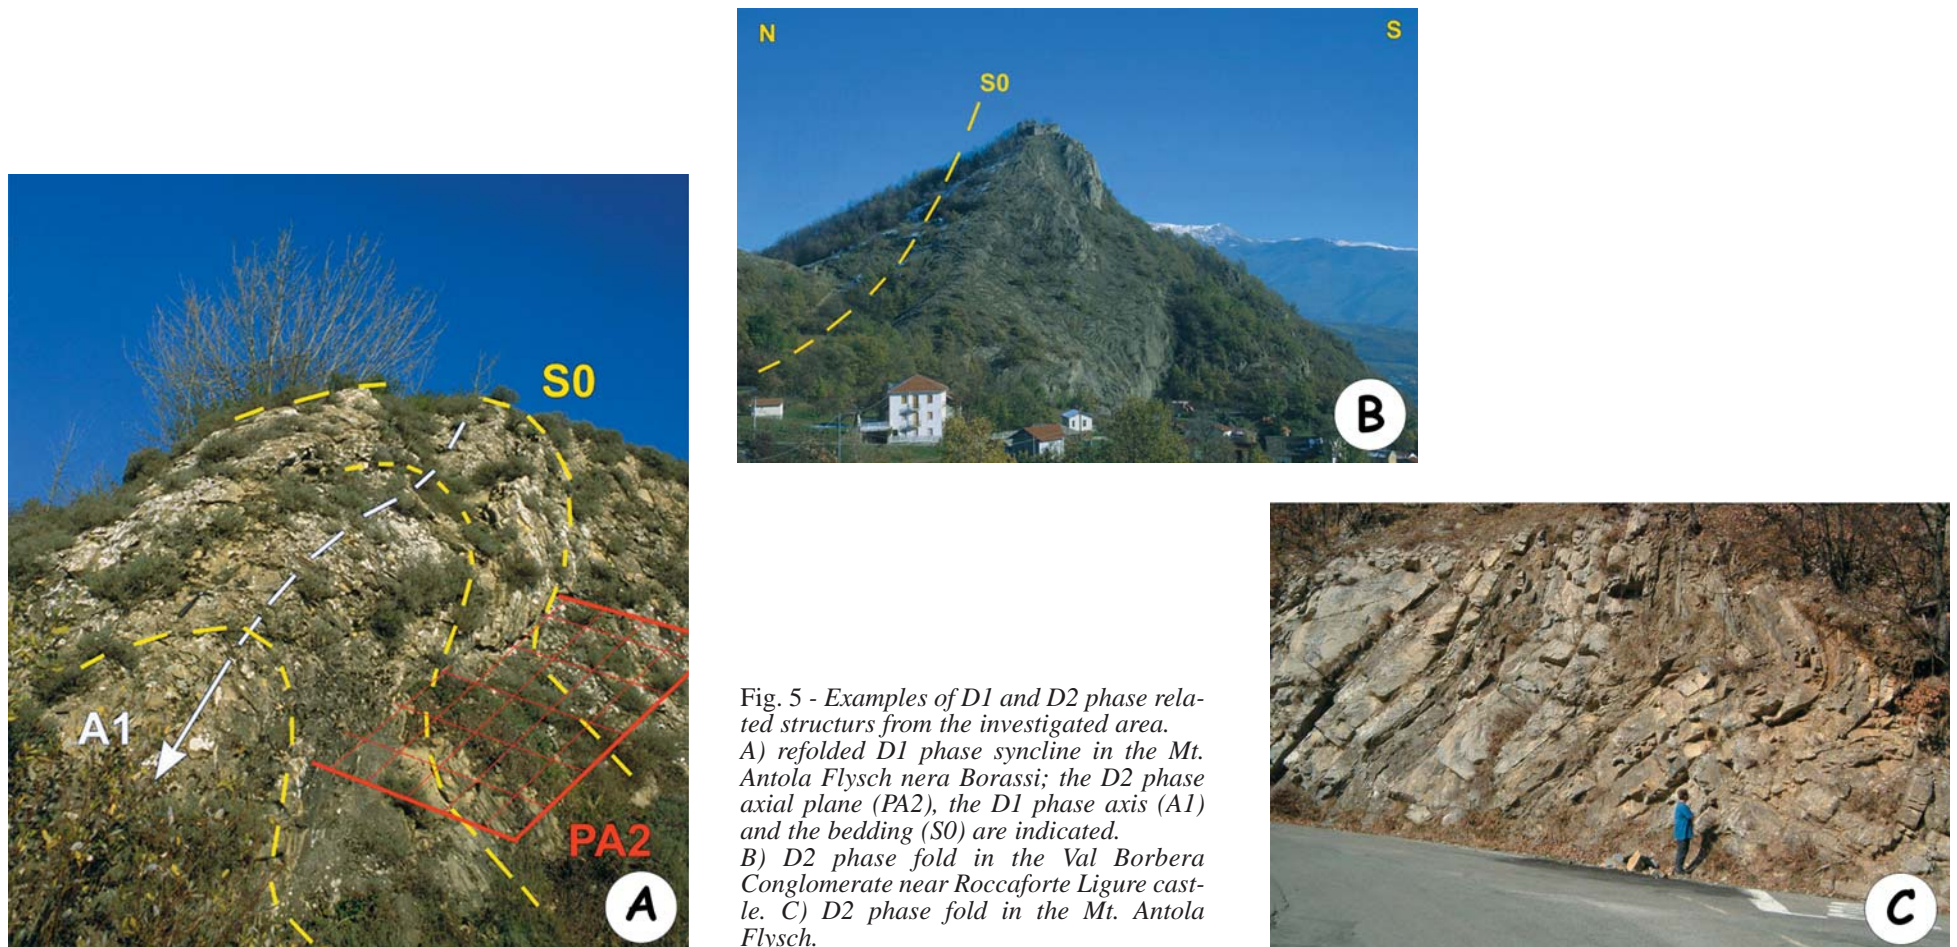 N
S
S0
B
S0
A1
PA2
A
C
Fig. 5 - Examples of D1 and D2 phase rela-
ted structurs from the investigated area.
A) refolded D1 phase syncline in the Mt.
Antola Flysch nera Borassi; the D2 phase
axial plane (PA2), the D1 phase axis (A1)
and the bedding (S0) are indicated.
B) D2 phase fold in the Val Borbera
Conglomerate near Roccaforte Ligure cast-
le. C) D2 phase fold in the Mt. Antola
Flysch.